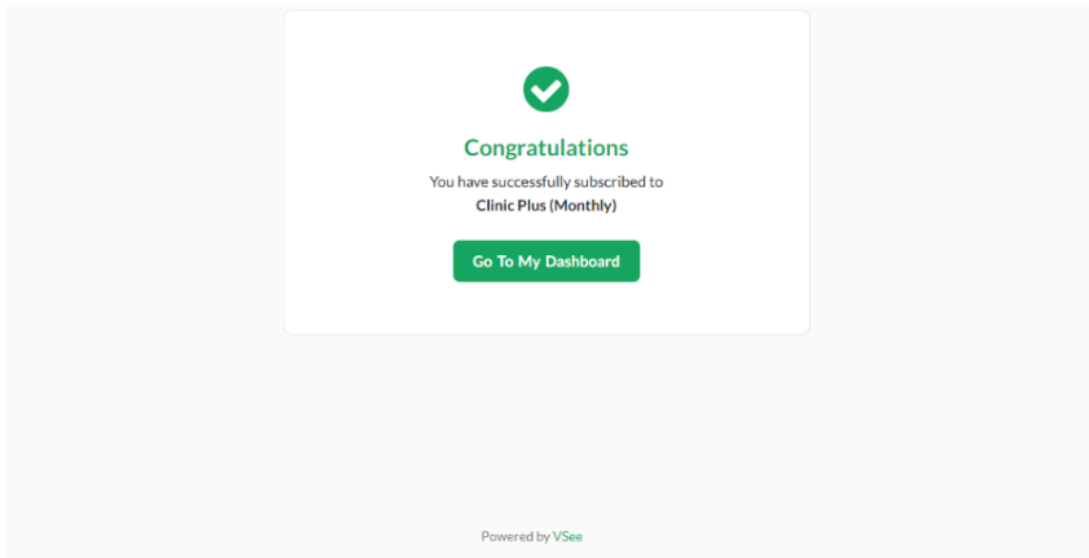 Congratulations
You have successfully subscribed to
Clinic Plus (Monthly)
Go To My Dashboard
Powered by VSee